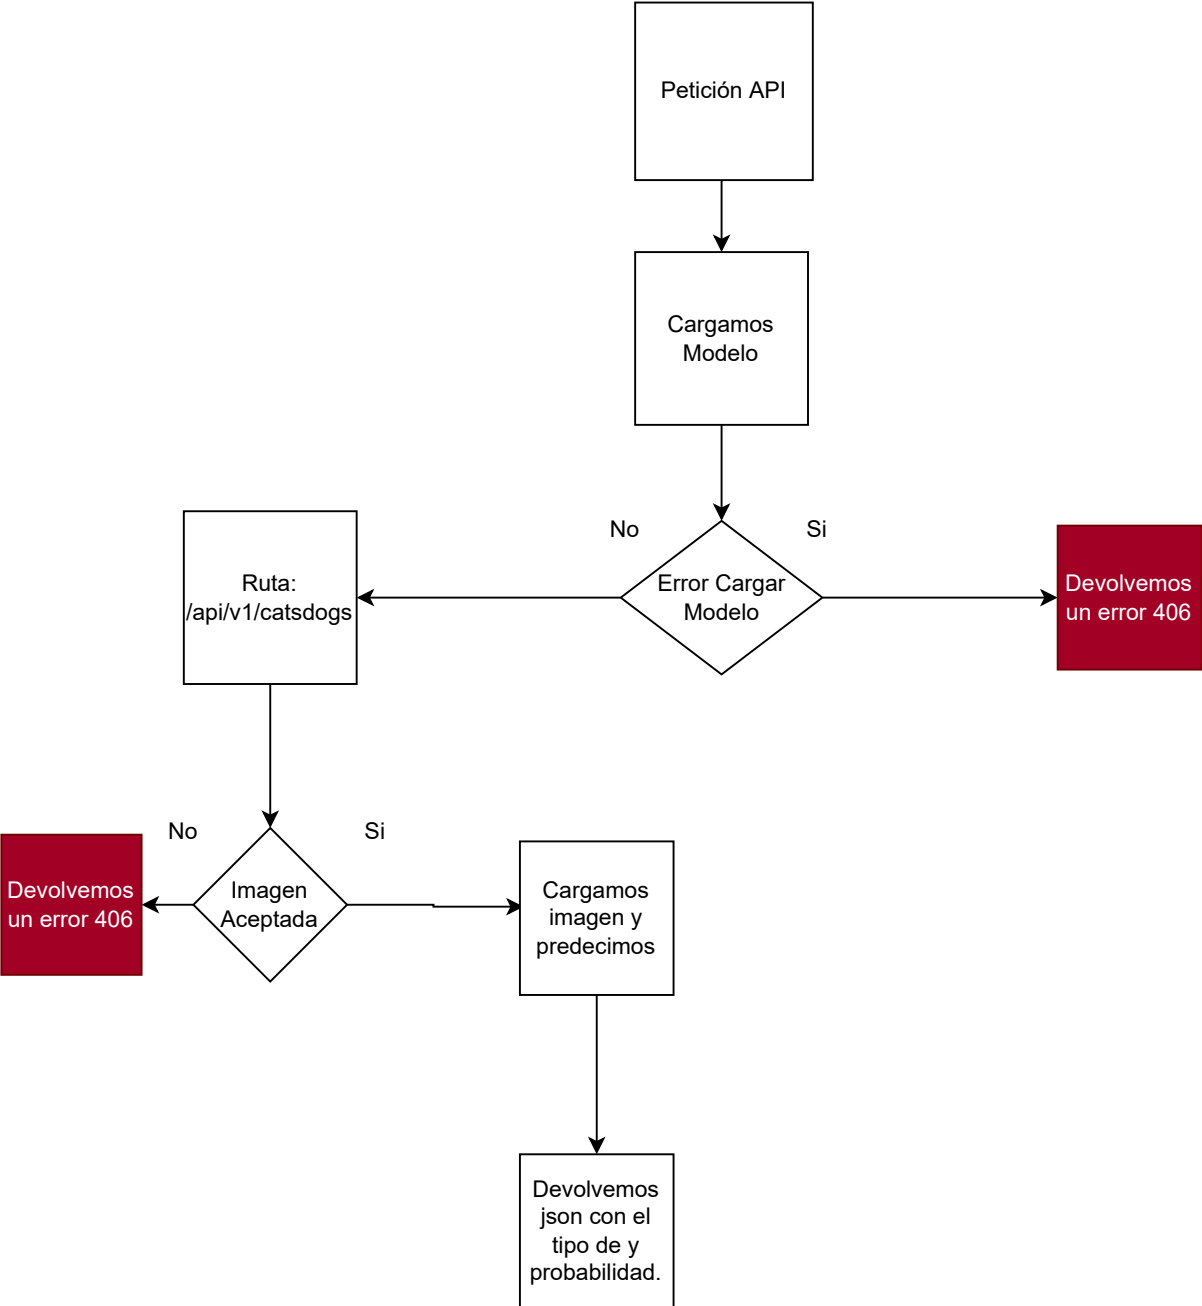 Petición API
Cargamos
Modelo
No
Si
Ruta:
/api/v1/catsdogs
Error Cargar
Modelo
Devolvemos
un error 406
No
Si
Devolvemos
un error 406
Imagen
Aceptada
Cargamos
imagen y
predecimos
Devolvemos
json con el
tipo de y
probabilidad.